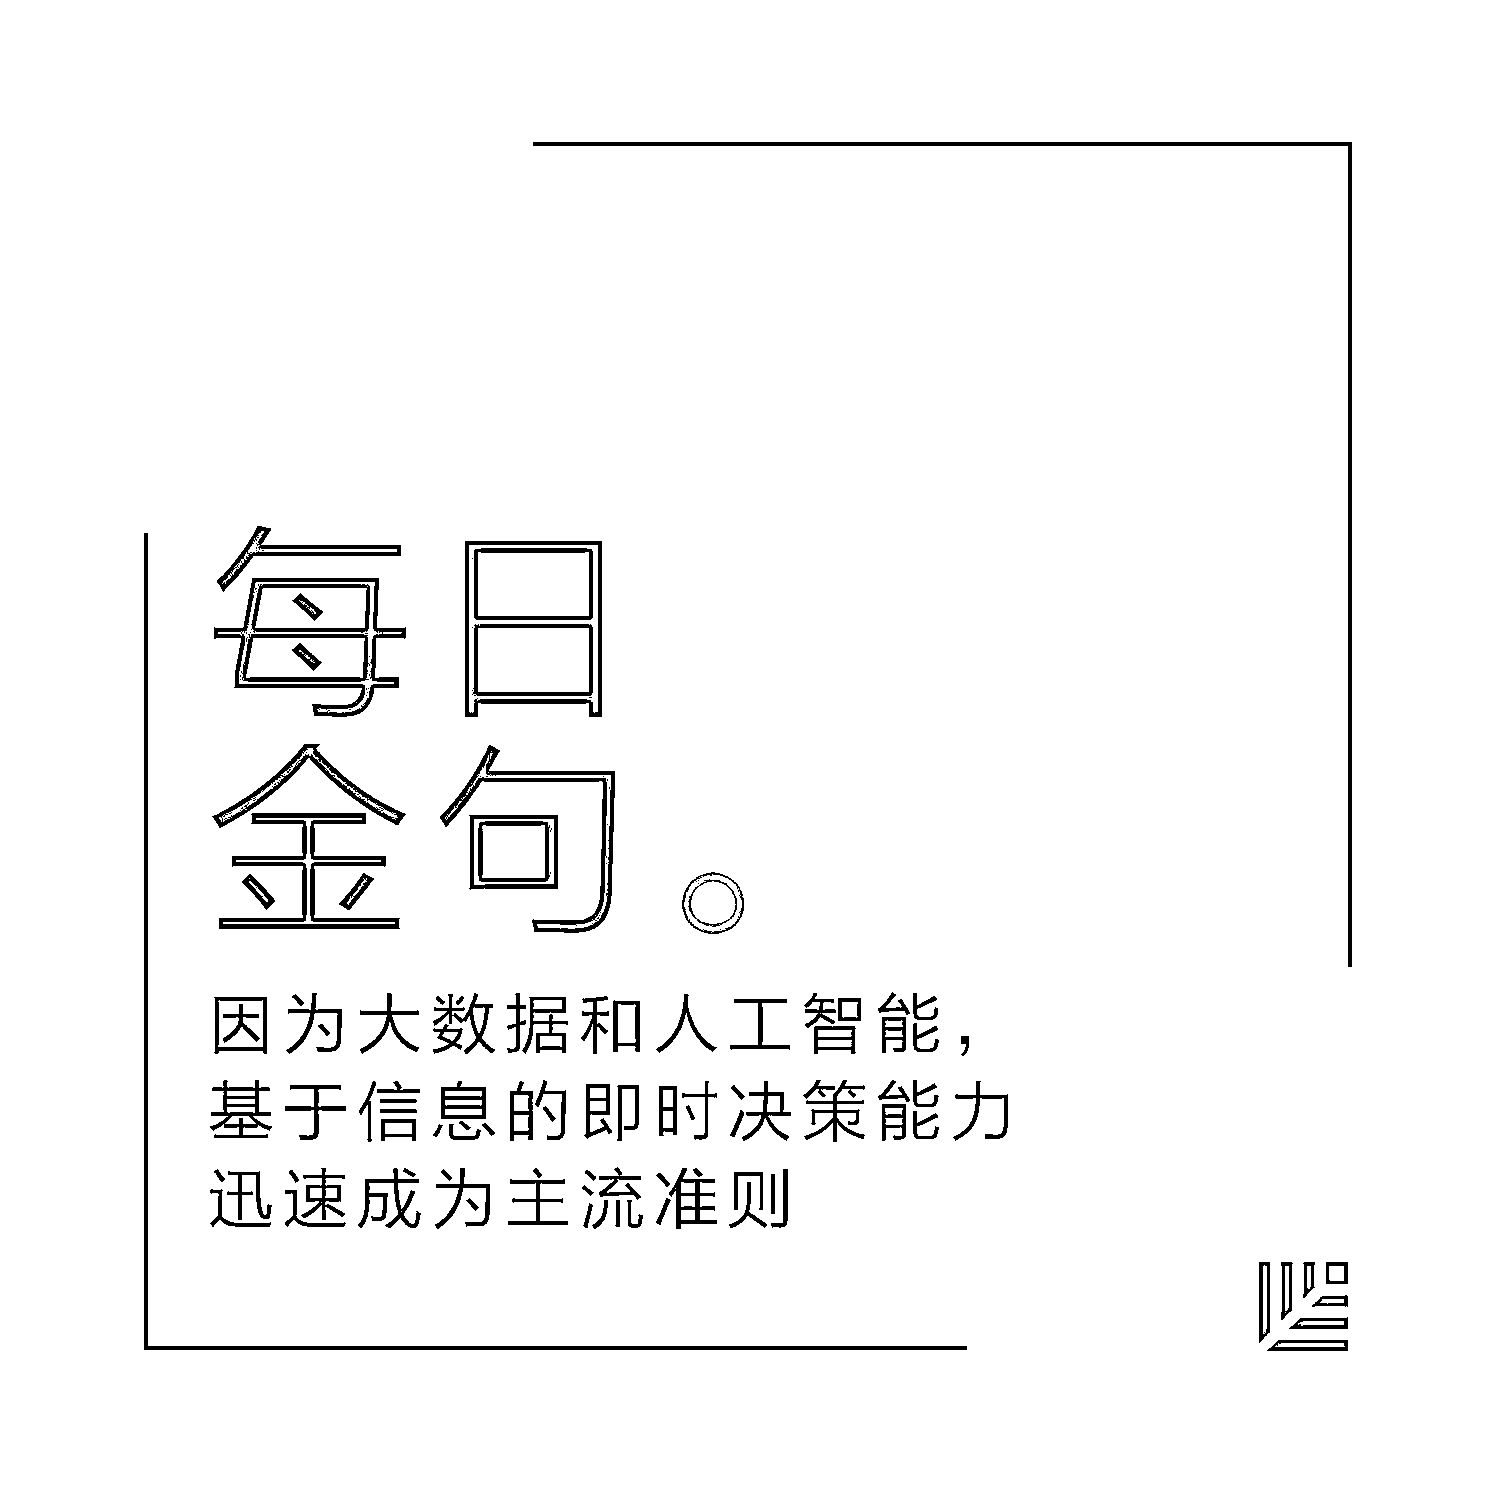 每日
金句。
因为大数据和人工智能，
基于信息的即时决策能力
迅速成为主流准则